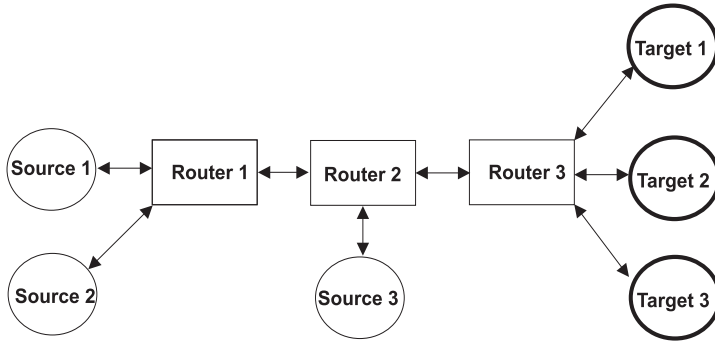 Target 1
Source 1
Router 1
Router 2
Router 3
Target 2
Source 2
Source 3
Target 3